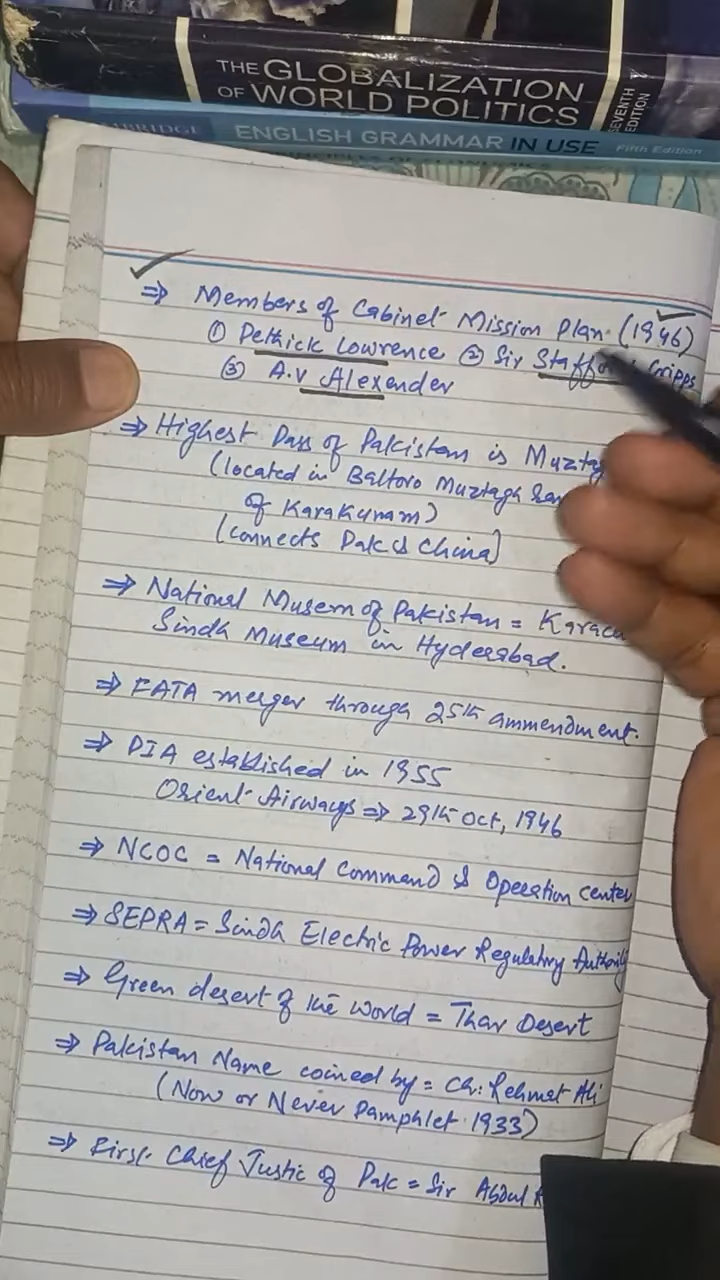 THE GLOBALIZATION
OF WORLD POLITICS
SEVENTH
EDITION
ENGLISH GRAMMAR IN USE Fifth Edition
⇒ Members of Cabinet Mission Plan (1946)
① Pethick Lowrence ② Sir Stafford Cripps
③ A.V Alexender
⇒ Highest Pass of Pakistan is Muztag
(located in Baltoro Muztagh
of Karakuram)
(connects Pak & China)
⇒ National Musem of Pakistan = Karac
Sindh Museum in Hyderabad.
⇒ FATA merger through 25th ammendment.
⇒ PIA established in 1955
Orient Airways ⇒ 29th Oct, 1946
⇒ NCOC = National Command & Operation center
⇒ SEPRA = Sindh Electric Power Regulatry Authority
⇒ Green desert of the world = Thar Desert
⇒ Pakistan Name coined by = Ch: Rehmat Ali
(Now or Never Pamphlet 1933)
⇒ First Chief Justic of Pak = Sir Abdul